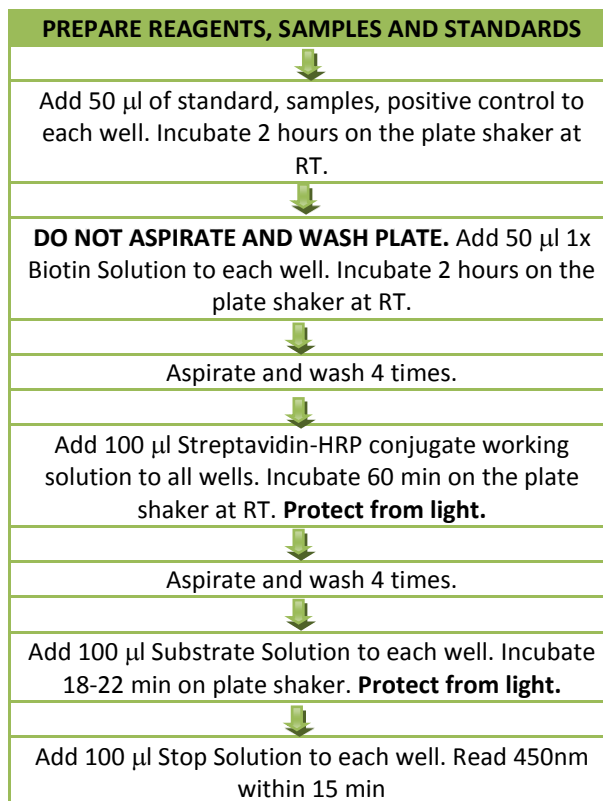 PREPARE REAGENTS, SAMPLES AND STANDARDS
Add 50 μl of standard, samples, positive control to
each well. Incubate 2 hours on the plate shaker at
RT.
DO NOT ASPIRATE AND WASH PLATE. Add 50 μl 1x
Biotin Solution to each well. Incubate 2 hours on the
plate shaker at RT.
Aspirate and wash 4 times.
Add 100 μl Streptavidin-HRP conjugate working
solution to all wells. Incubate 60 min on the plate
shaker at RT. Protect from light.
Aspirate and wash 4 times.
Add 100 μl Substrate Solution to each well. Incubate
18-22 min on plate shaker. Protect from light.
Add 100 μl Stop Solution to each well. Read 450nm
within 15 min